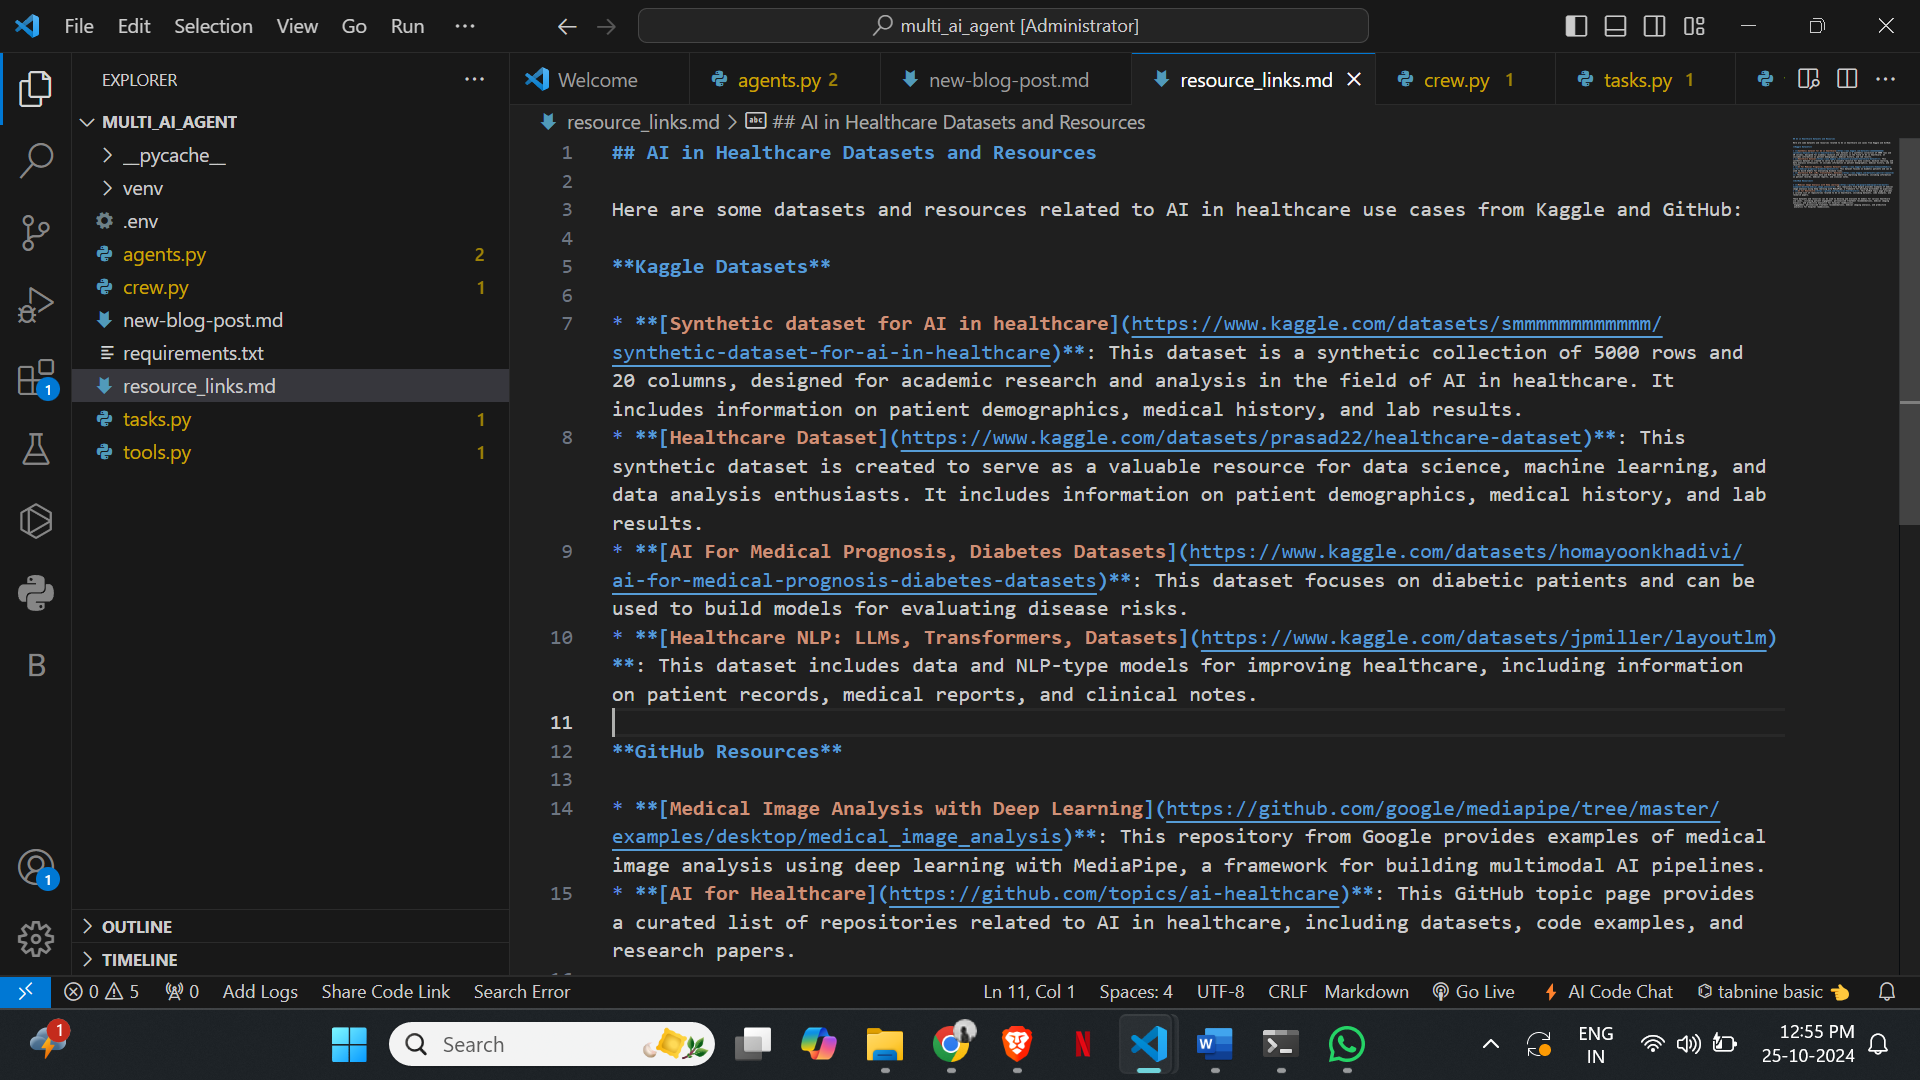 File Edit Selection View Go Run ···
multi_ai_agent [Administrator]
EXPLORER ···
MULTI_AI_AGENT
__pycache__
venv
.env
agents.py 2
crew.py 1
new-blog-post.md
requirements.txt
resource_links.md
tasks.py 1
tools.py 1
OUTLINE
TIMELINE
1
B
1
Welcome agents.py 2 new-blog-post.md resource_links.md crew.py 1 tasks.py 1 ···
resource_links.md > abc ## AI in Healthcare Datasets and Resources
1 ## AI in Healthcare Datasets and Resources
2
3 Here are some datasets and resources related to AI in healthcare use cases from Kaggle and GitHub:
4
5 **Kaggle Datasets**
6
7 * **[Synthetic dataset for AI in healthcare](https://www.kaggle.com/datasets/smmmmmmmmmmmm/
synthetic-dataset-for-ai-in-healthcare)**: This dataset is a synthetic collection of 5000 rows and
20 columns, designed for academic research and analysis in the field of AI in healthcare. It
includes information on patient demographics, medical history, and lab results.
8 * **[Healthcare Dataset](https://www.kaggle.com/datasets/prasad22/healthcare-dataset)**: This
synthetic dataset is created to serve as a valuable resource for data science, machine learning, and
data analysis enthusiasts. It includes information on patient demographics, medical history, and lab
results.
9 * **[AI For Medical Prognosis, Diabetes Datasets](https://www.kaggle.com/datasets/homayoonkhadivi/
ai-for-medical-prognosis-diabetes-datasets)**: This dataset focuses on diabetic patients and can be
used to build models for evaluating disease risks.
10 * **[Healthcare NLP: LLMs, Transformers, Datasets](https://www.kaggle.com/datasets/jpmiller/layoutlm)
**: This dataset includes data and NLP-type models for improving healthcare, including information
on patient records, medical reports, and clinical notes.
11
12 **GitHub Resources**
13
14 * **[Medical Image Analysis with Deep Learning](https://github.com/google/mediapipe/tree/master/
examples/desktop/medical_image_analysis)**: This repository from Google provides examples of medical
image analysis using deep learning with MediaPipe, a framework for building multimodal AI pipelines.
15 * **[AI for Healthcare](https://github.com/topics/ai-healthcare)**: This GitHub topic page provides
a curated list of repositories related to AI in healthcare, including datasets, code examples, and
research papers.
0 5 0 Add Logs Share Code Link Search Error Ln 11, Col 1 Spaces: 4 UTF-8 CRLF Markdown Go Live AI Code Chat tabnine basic
1 Search N W ENG IN 12:55 PM
25-10-2024